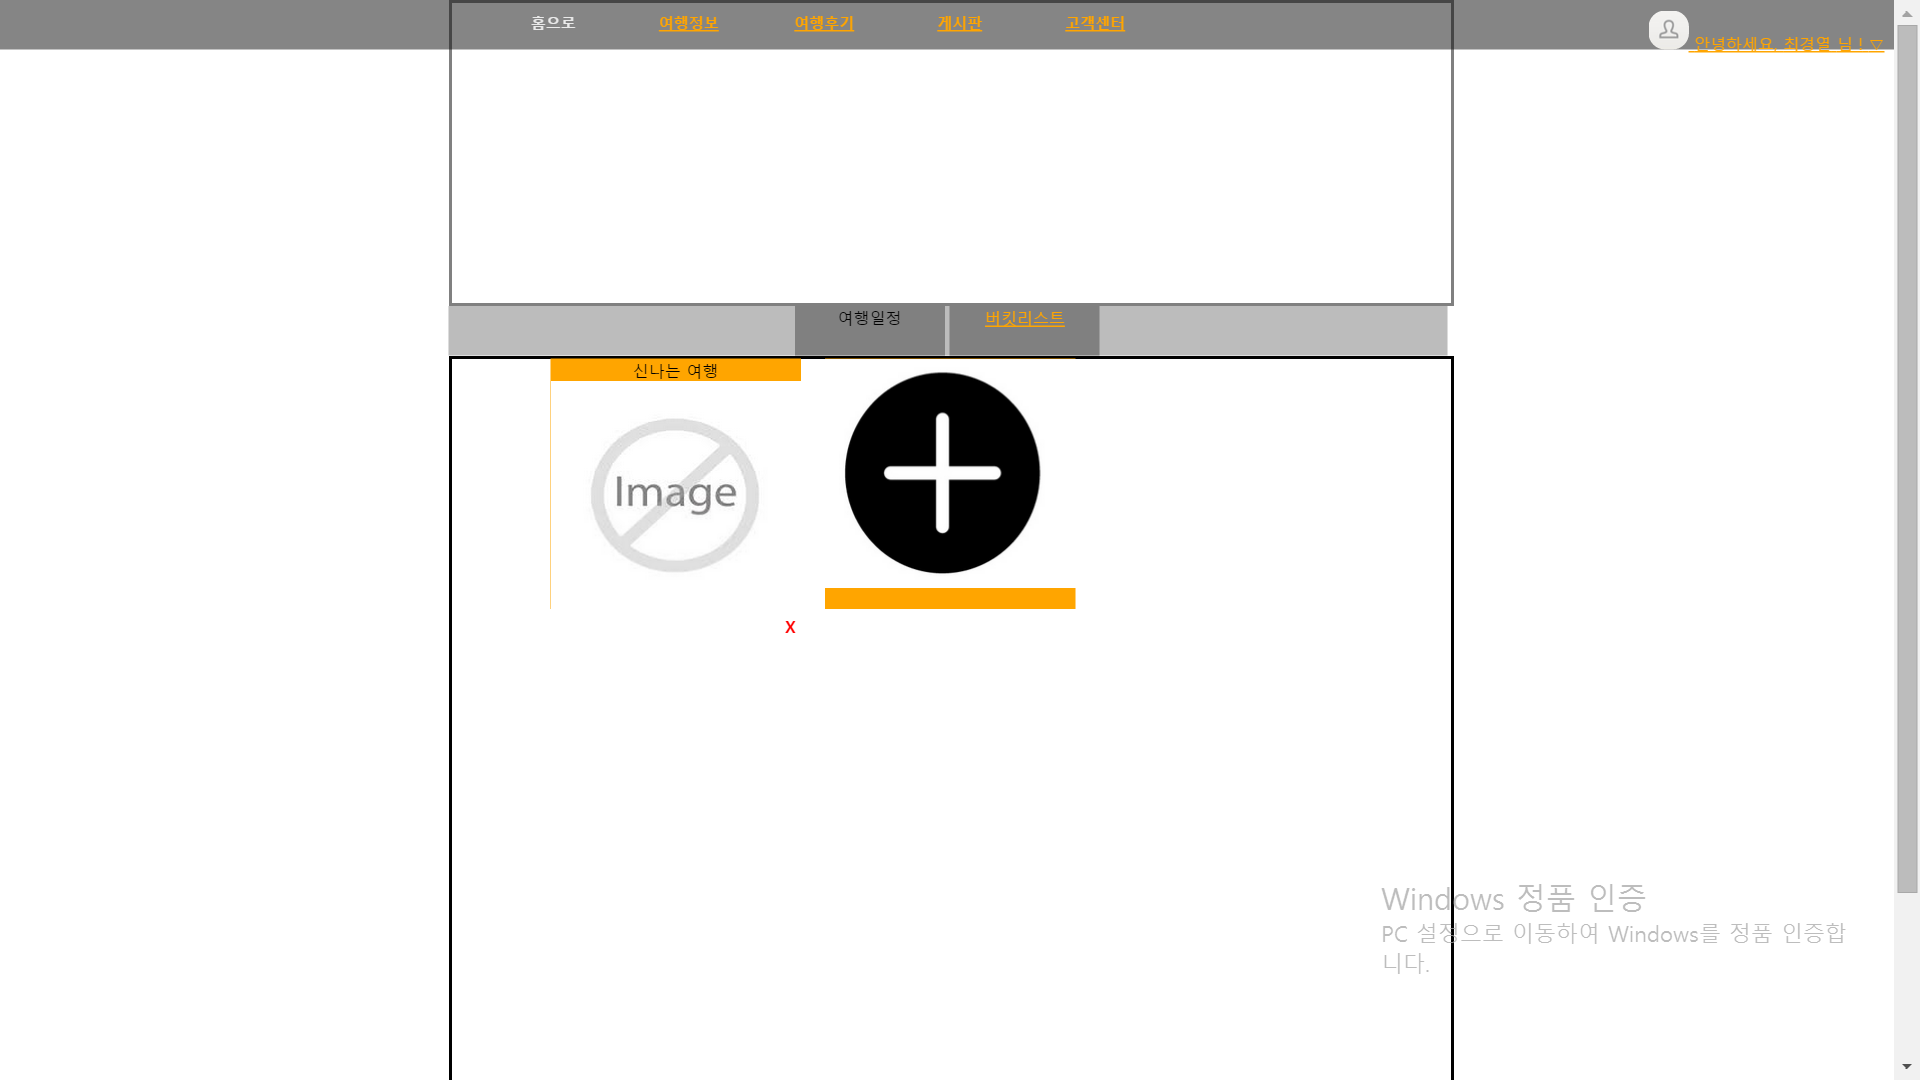 홈으로 여행정보 여행후기 게시판 고객센터
안녕하세요, 최경열 님 ! ▽
여행일정 버킷리스트
신나는 여행
Image
X
Windows 정품 인증
PC 설정으로 이동하여 Windows를 정품 인증합
니다.